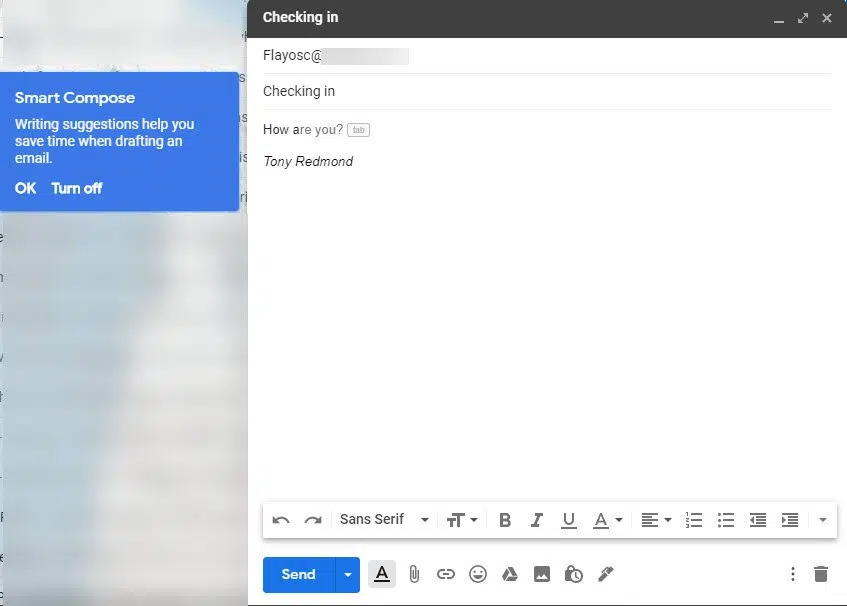 Checking in
Flayosc@
Checking in
How are you? tab
Tony Redmond
Smart Compose
Writing suggestions help you
save time when drafting an
email.
OK Turn off
Sans Serif
Send